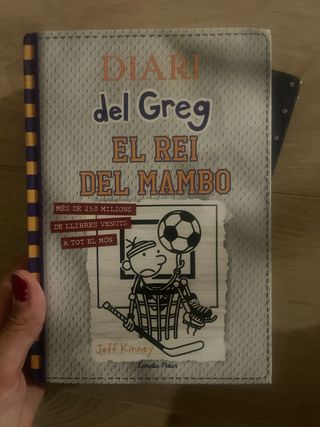 DIARI
del Greg
EL REI
DEL MAMBO
MÉS DE 250 MILIONS
DE LLIBRES VENUTS
A TOT EL MÓN
Jeff Kinney
Estrella Polar